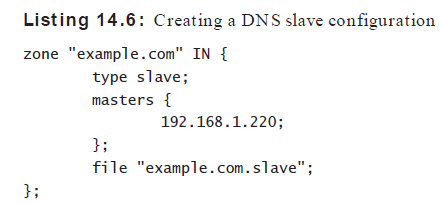 Listing 14.6: Creating a DNS slave configuration
zone "example.com" IN {
        type slave;
        masters {
                192.168.1.220;
        };
        file "example.com.slave";
};